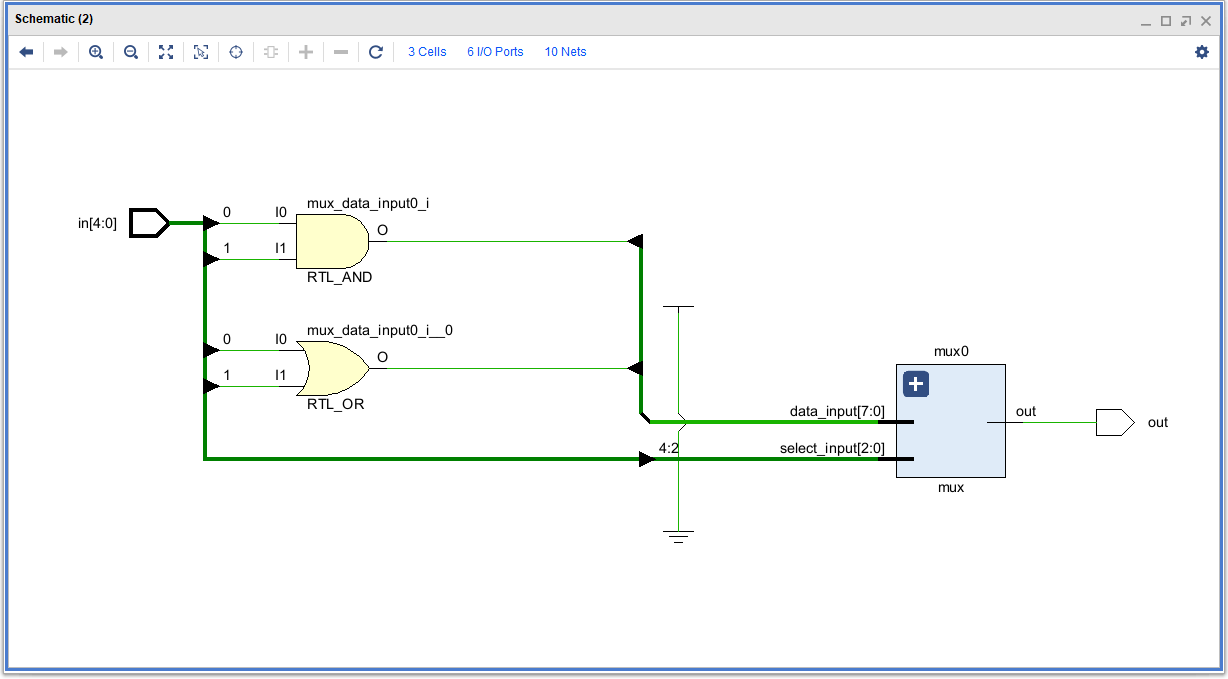 Schematic (2)
3 Cells 6 I/O Ports 10 Nets
mux_data_input0_i
in[4:0]
0 I0
O
1 I1
RTL_AND
mux_data_input0_i__0
0 I0
O
1 I1
RTL_OR
mux0
data_input[7:0]
out
out
4:2
select_input[2:0]
mux